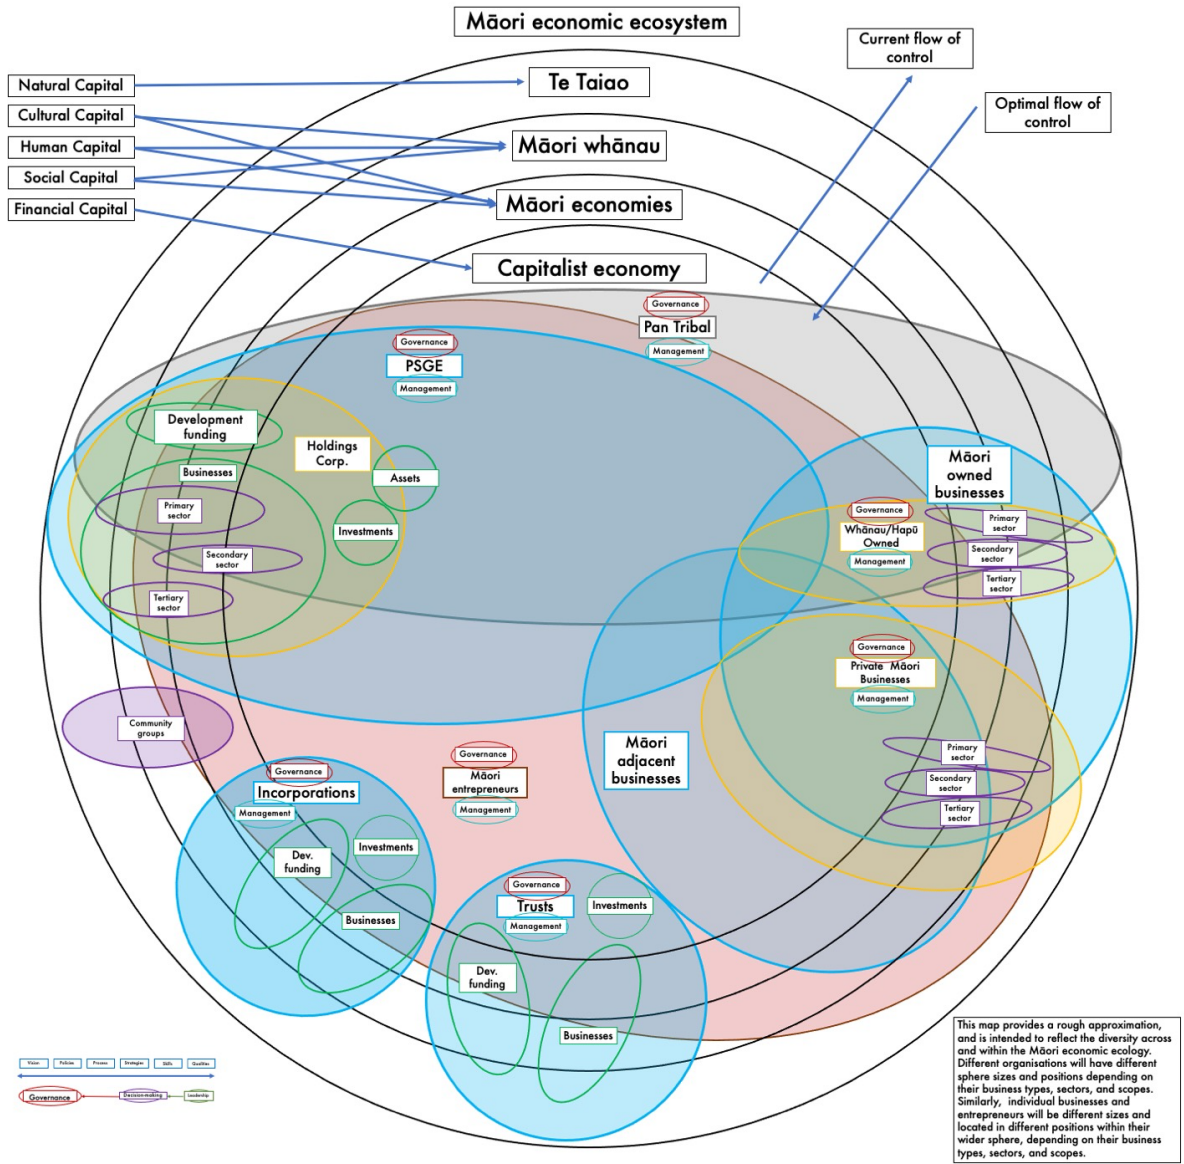 Māori economic ecosystem
Current flow of
control
Te Taiao
Natural Capital
Optimal flow of
control
Cultural Capital
Human Capital
Māori whānau
Social Capital
Māori economies
Financial Capital
Capitalist economy
Governance
Pan Tribal
Management
Governance
PSGE
Management
Development
funding
Holdings
Corp.
Businesses
Assets
Primary
sector
Investments
Secondary
sector
Tertiary
sector
Māori
owned
businesses
Governance
Whānau/Hapū
Owned
Management
Primary
sector
Secondary
sector
Tertiary
sector
Governance
Private Māori
Businesses
Management
Primary
sector
Secondary
sector
Tertiary
sector
Community
groups
Māori
adjacent
businesses
Governance
Māori
entrepreneurs
Management
Governance
Incorporations
Management
Investments
Dev.
funding
Businesses
Governance
Trusts
Management
Investments
Dev.
funding
Businesses
Vision
Policies
Process
Strategies
Skills
Qualities
Governance
Decision-making
Leadership
This map provides a rough approximation,
and is intended to reflect the diversity across
and within the Māori economic ecology.
Different organisations will have different
sphere sizes and positions depending on
their business types, sectors, and scopes.
Similarly, individual businesses and
entrepreneurs will be different sizes and
located in different positions within their
wider sphere, depending on their business
types, sectors, and scopes.